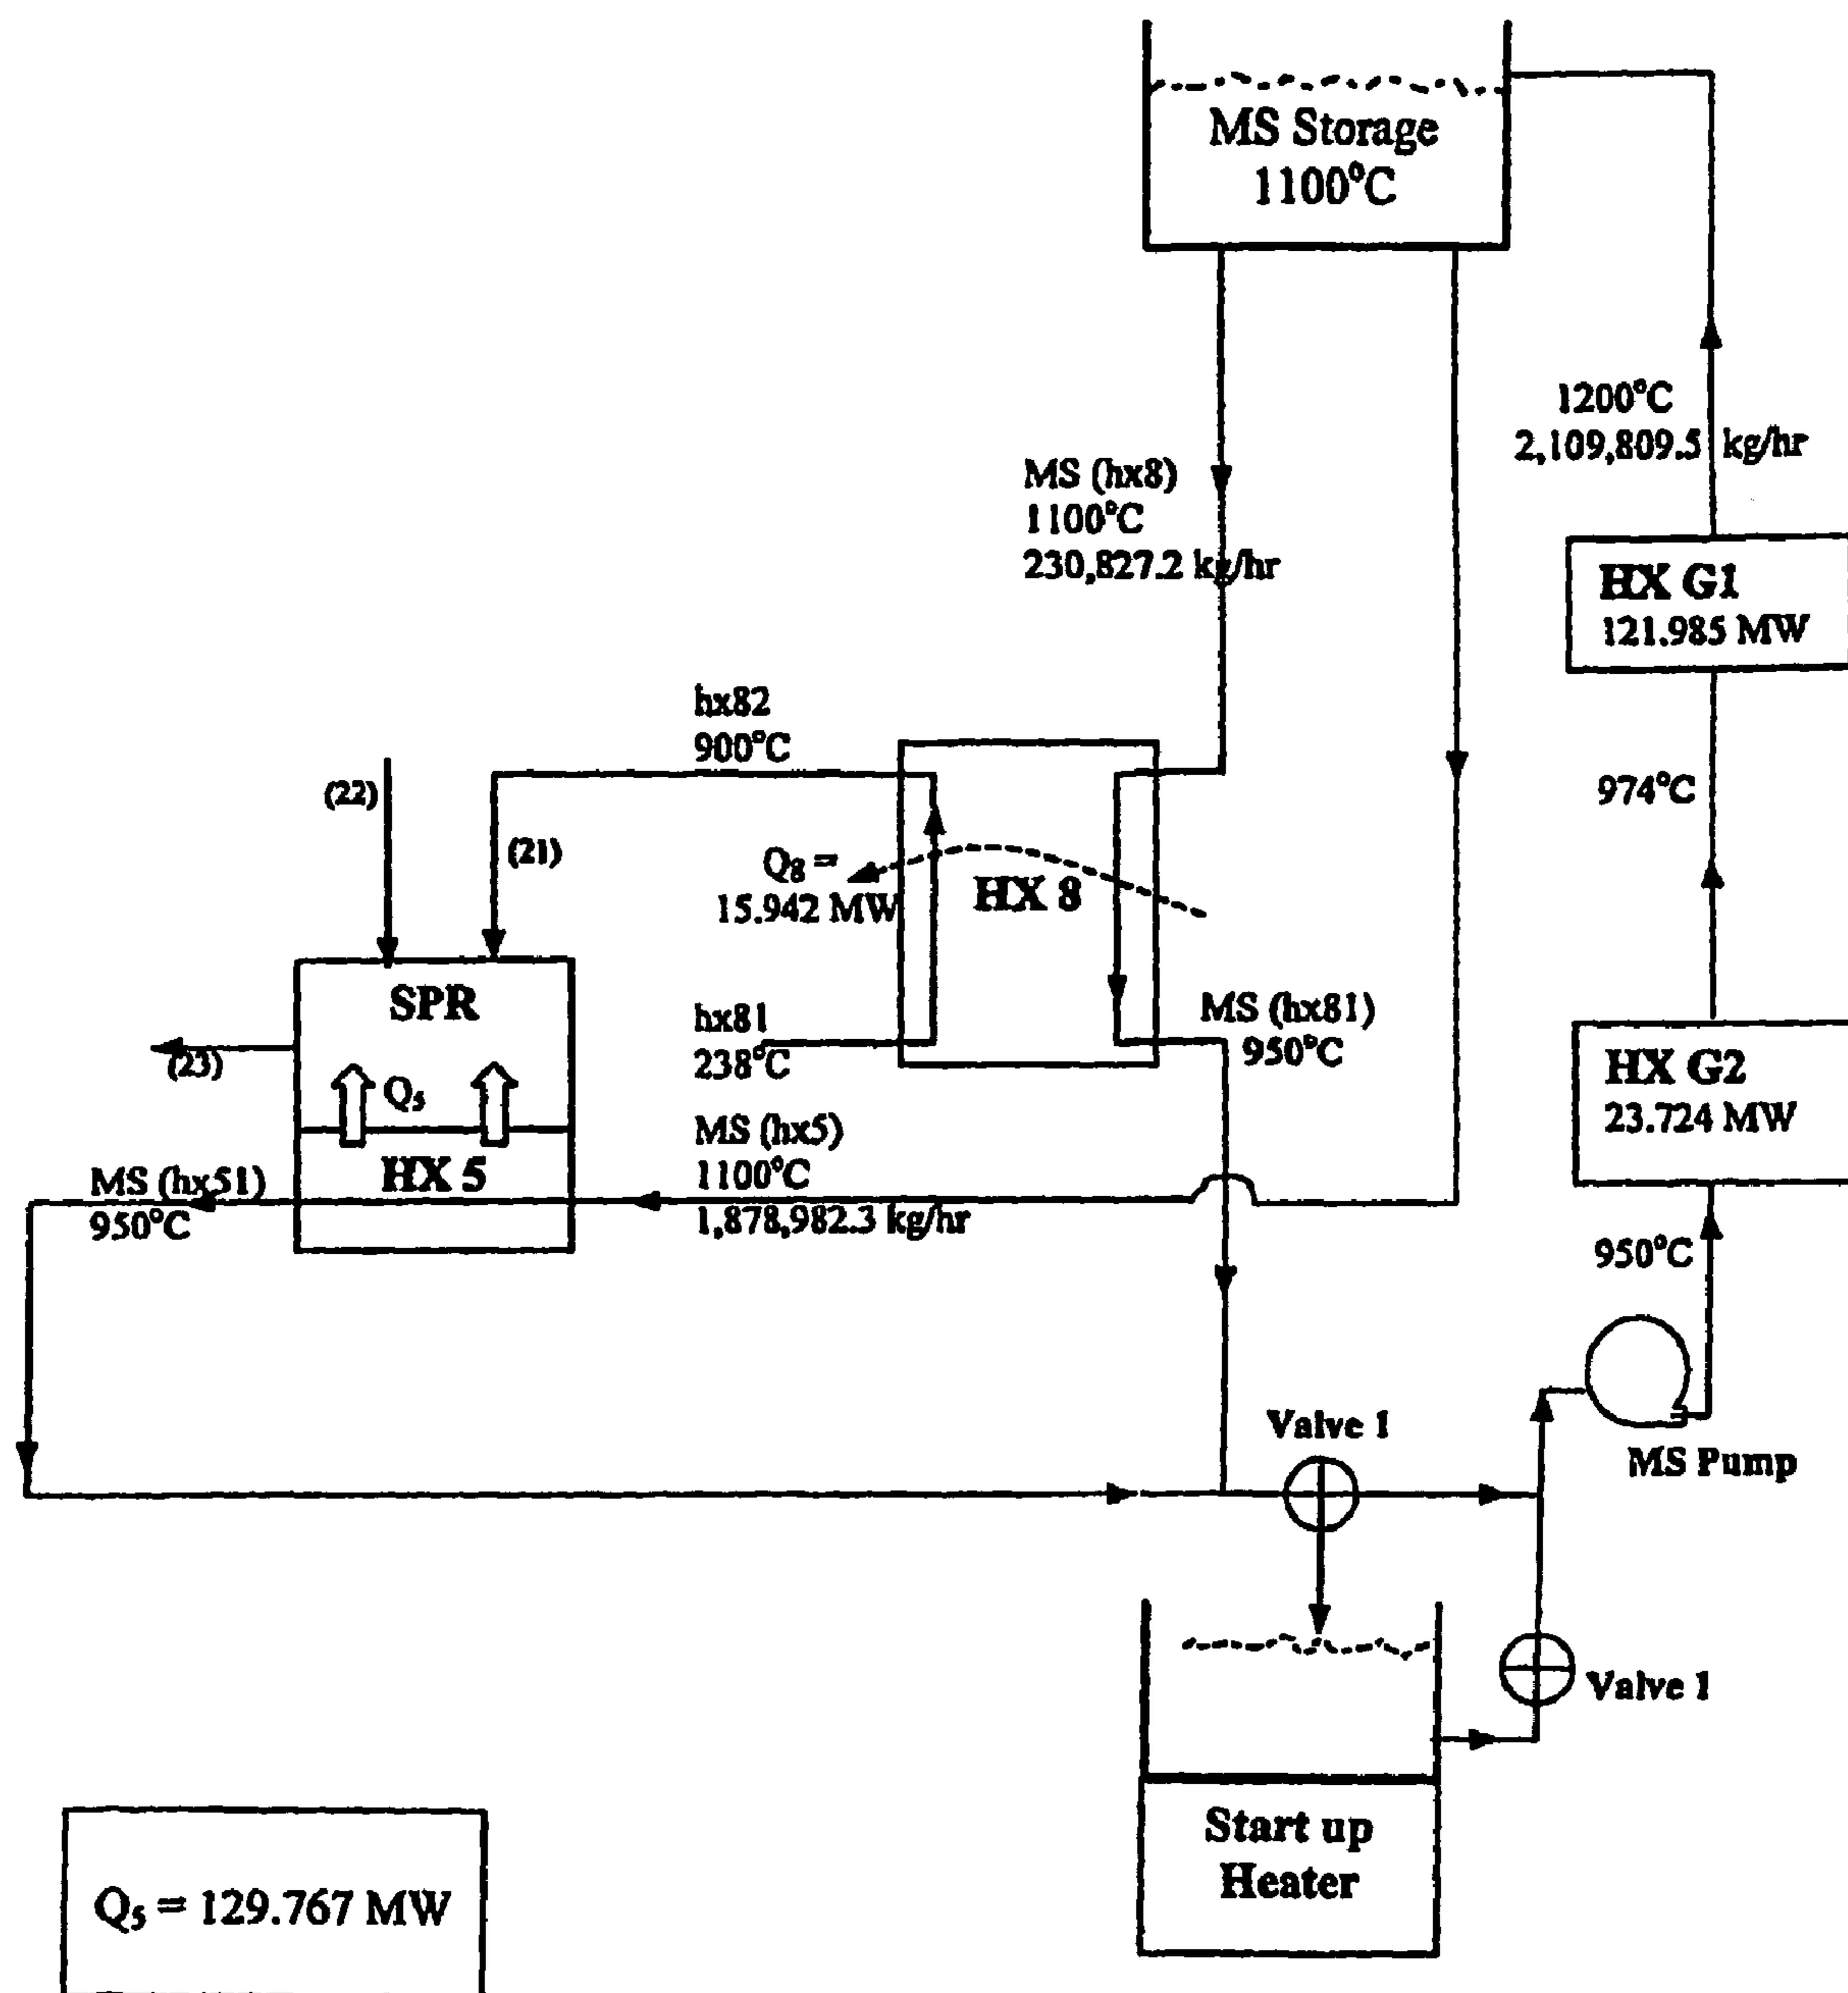 MS Storage
1100°C
1200°C
2,109,809.5 kg/hr
MS (hx8)
1100°C
230,827.2 kg/hr
HX G1
121.985 MW
hx82
900°C
(22)
(21)
974°C
Q8 =
15.942 MW
HX 8
SPR
hx81
238°C
MS (hx81)
950°C
(23)
Q5
HX G2
23.724 MW
MS (hx5)
1100°C
1,878,982.3 kg/hr
HX 5
MS (hx51)
950°C
950°C
Valve 1
MS Pump
Valve 1
Start up
Heater
Q5 = 129.767 MW